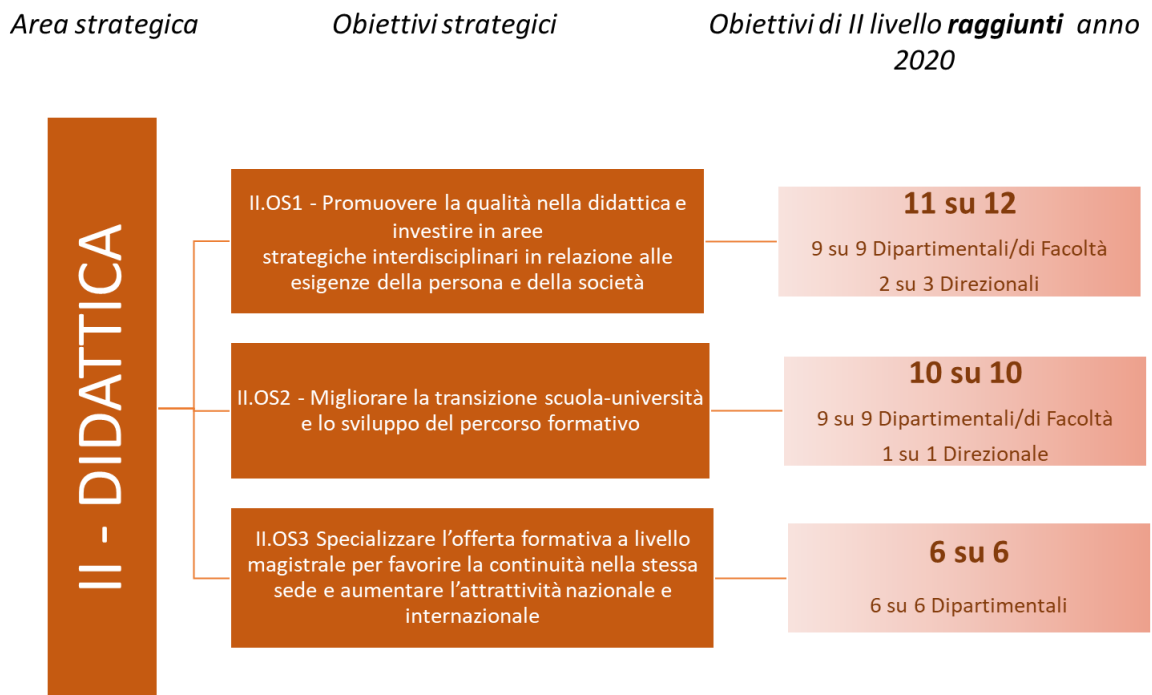 Area strategica
Obiettivi strategici
Obiettivi di II livello raggiunti anno
2020
II - DIDATTICA
II.OS1 - Promuovere la qualità nella didattica e
investire in aree
strategiche interdisciplinari in relazione alle
esigenze della persona e della società
11 su 12
9 su 9 Dipartimentali/di Facoltà
2 su 3 Direzionali
II.OS2 - Migliorare la transizione scuola-università
e lo sviluppo del percorso formativo
10 su 10
9 su 9 Dipartimentali/di Facoltà
1 su 1 Direzionale
II.OS3 Specializzare l’offerta formativa a livello
magistrale per favorire la continuità nella stessa
sede e aumentare l’attrattività nazionale e
internazionale
6 su 6
6 su 6 Dipartimentali